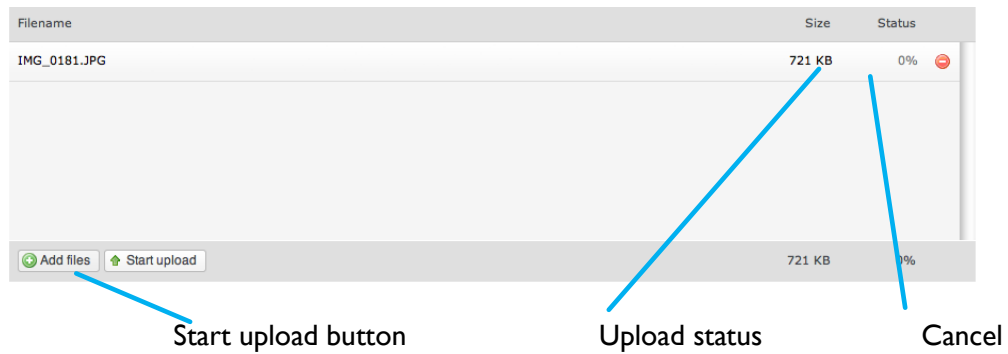 Filename Size Status
IMG_0181.JPG 721 KB 0%
Add files Start upload 721 KB 0%
Start upload button Upload status Cancel